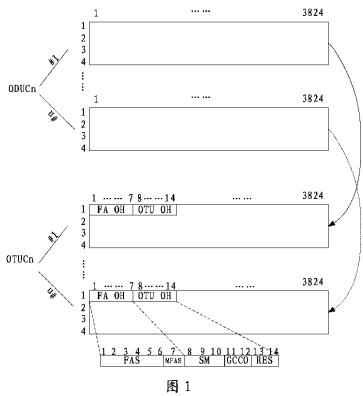 1 …… 3824
1
2
3
4
#1
ODUCn
#n
……
1 …… 3824
1
2
3
4
1 …… 7 8 …… 14 …… 3824
1 FA OH OTU OH
2
3
4
#1
OTUCn
#n
……
1 …… 7 8 …… 14 …… 3824
1 FA OH OTU OH
2
3
4
1 2 3 4 5 6 7 8 9 10 11 12 13 14
FAS MFAS SM GCC0 RES
图 1